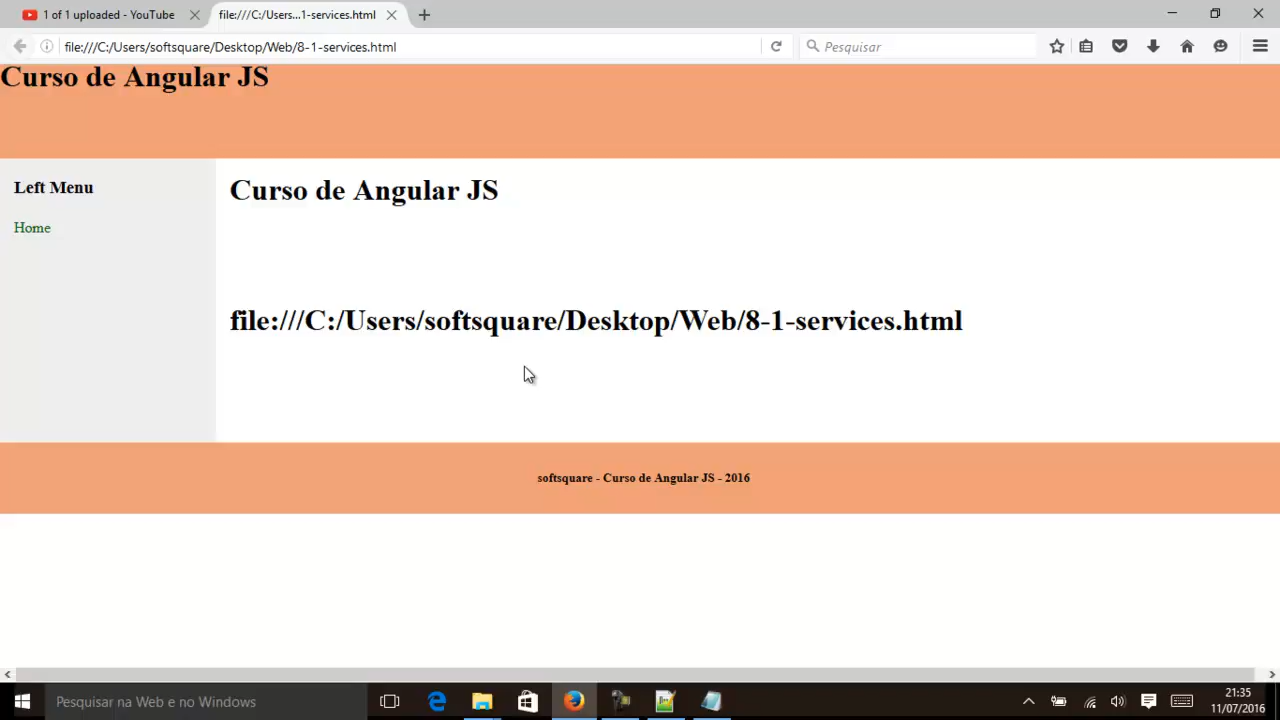 1 of 1 uploaded - YouTube
file:///C:/Users...1-services.html
file:///C:/Users/softsquare/Desktop/Web/8-1-services.html
Pesquisar
Curso de Angular JS
Left Menu
Home
Curso de Angular JS
file:///C:/Users/softsquare/Desktop/Web/8-1-services.html
softsquare - Curso de Angular JS - 2016
Pesquisar na Web e no Windows
21:35
11/07/2016